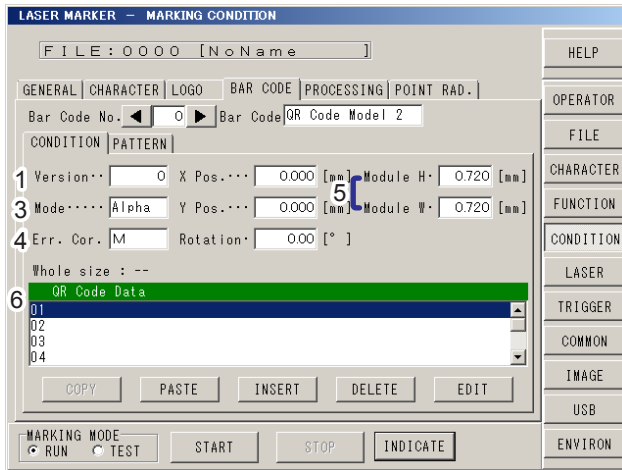 LASER MARKER — MARKING CONDITION
FILE:0000 [NoName ]
HELP
GENERAL CHARACTER LOGO BAR CODE PROCESSING POINT RAD.
OPERATOR
Bar Code No. 0 Bar Code QR Code Model 2
FILE
CONDITION PATTERN
CHARACTER
1 Version·· 0 X Pos.··· 0.000 [mm] Module H· 0.720 [mm]
5
3 Mode····· Alpha Y Pos.··· 0.000 [mm] Module W· 0.720 [mm]
FUNCTION
4 Err. Cor. M Rotation· 0.00 [° ]
CONDITION
Whole size : --
LASER
6 QR Code Data
01
TRIGGER
02
03
COMMON
04
IMAGE
COPY PASTE INSERT DELETE EDIT
USB
MARKING MODE
RUN TEST START STOP INDICATE
ENVIRON